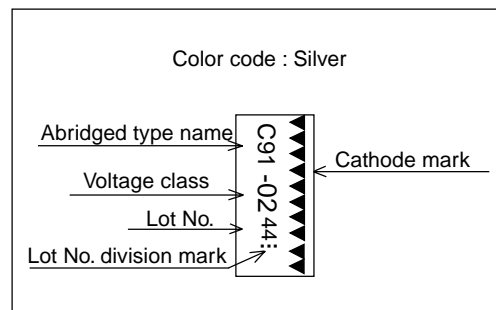 Color code : Silver
Abridged type name
Voltage class
Lot No.
Lot No. division mark
C91 -02 44
Cathode mark